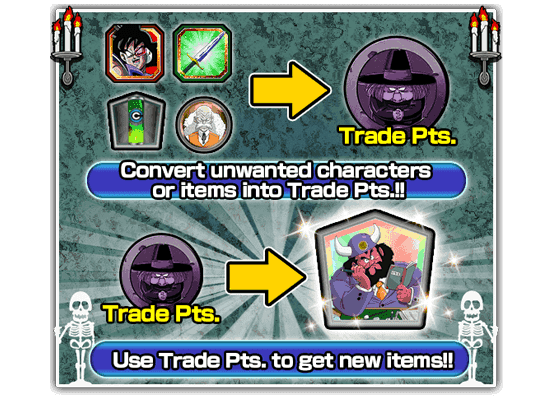 Trade Pts.
Convert unwanted characters
or items into Trade Pts.!!
Trade Pts.
Use Trade Pts. to get new items!!